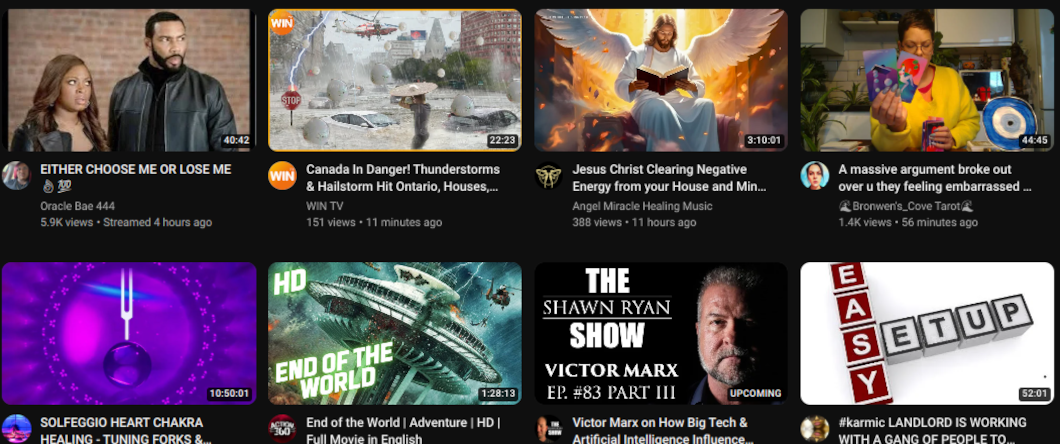 WIN
STOP
40:42
22:23
3:10:01
44:45
EITHER CHOOSE ME OR LOSE ME
👌🏽 💯
Oracle Bae 444
5.9K views • Streamed 4 hours ago
WIN
Canada In Danger! Thunderstorms
& Hailstorm Hit Ontario, Houses,...
WIN TV
151 views • 11 minutes ago
Jesus Christ Clearing Negative
Energy from your House and Min...
Angel Miracle Healing Music
388 views • 11 hours ago
A massive argument broke out
over u they feeling embarrassed ...
🌊Bronwen's_Cove Tarot🌊
1.4K views • 56 minutes ago
10:50:01
HD
END OF THE
WORLD
1:28:13
THE
SHAWN RYAN
SHOW
VICTOR MARX
EP. #83 PART III
UPCOMING
EASY
SETUP
52:01
SOLFEGGIO HEART CHAKRA
HEALING - TUNING FORKS &...
ACTION
360°
End of the World | Adventure | HD |
Full Movie in English
THE
SHOW
Victor Marx on How Big Tech &
Artificial Intelligence Influence...
#karmic LANDLORD IS WORKING
WITH A GANG OF PEOPLE TO...